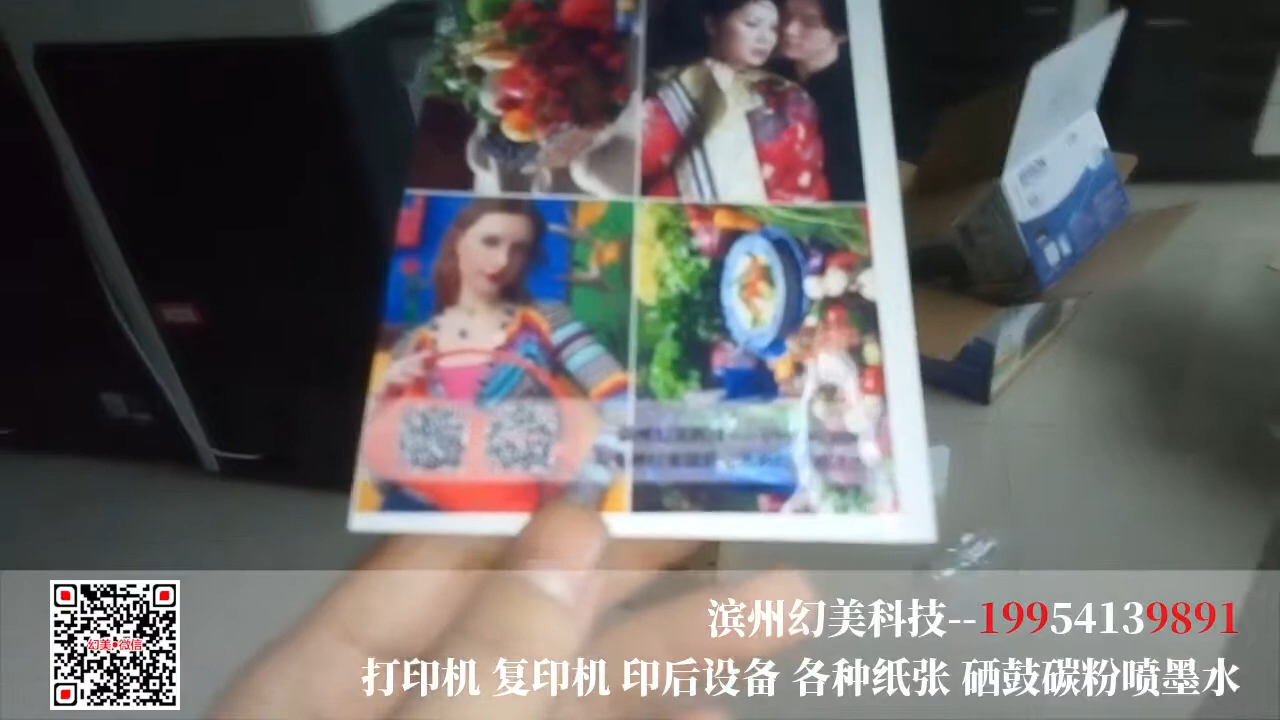 滨州幻美科技--19954139891
打印机 复印机 印后设备 各种纸张 硒鼓碳粉喷墨水
幻美•微信